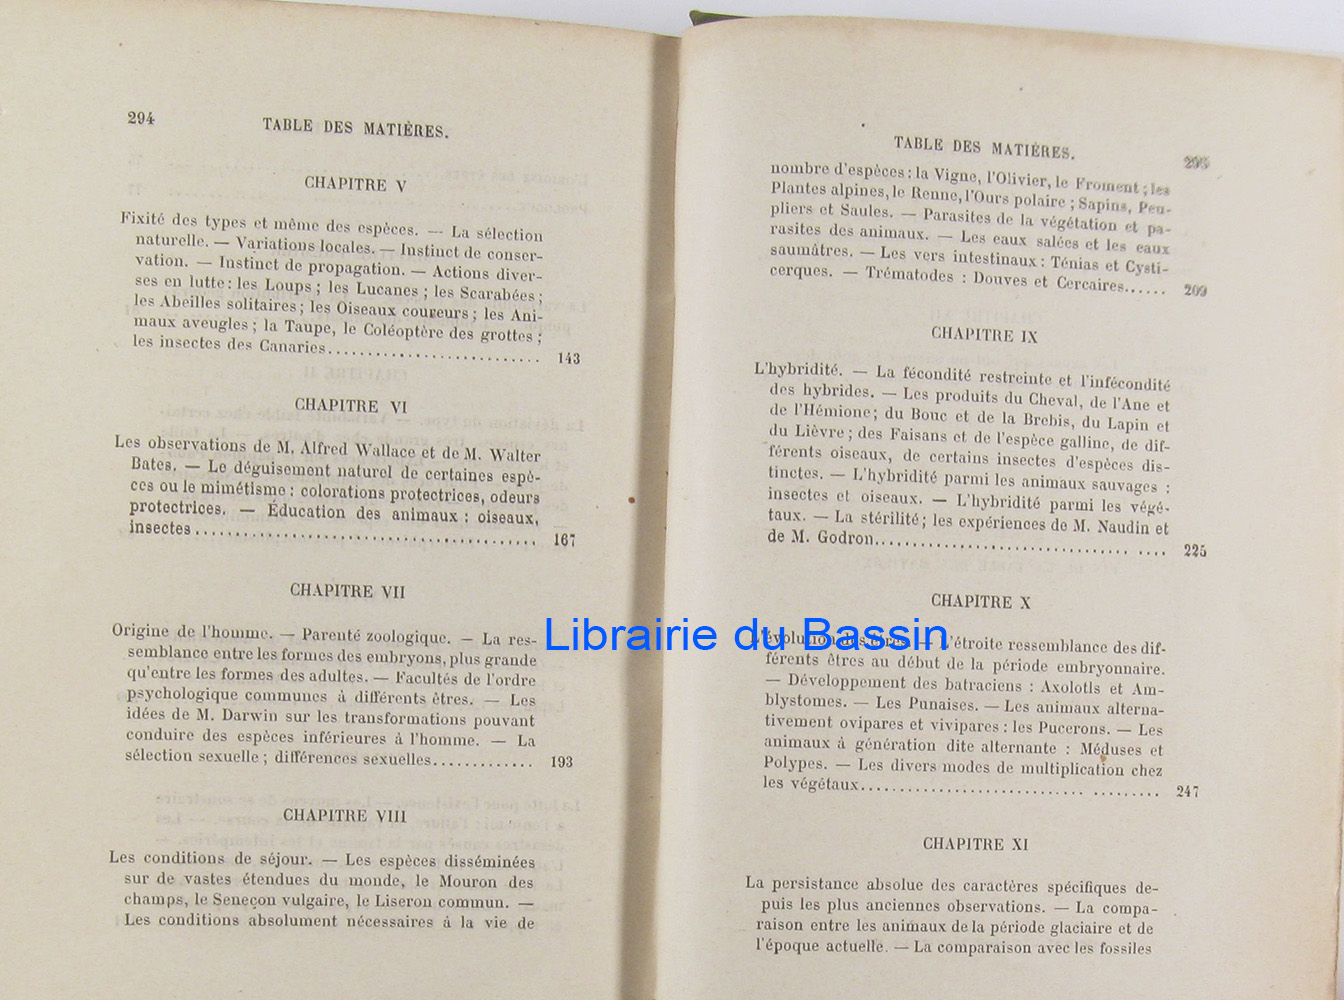 294
TABLE DES MATIÈRES.
CHAPITRE V
Fixité des types et même des espèces. — La sélection
naturelle. — Variations locales. — Instinct de conser-
vation. — Instinct de propagation. — Actions diver-
ses en lutte : les Loups ; les Lucanes ; les Scarabées ;
les Abeilles solitaires ; les Oiseaux coureurs ; les Ani-
maux aveugles ; la Taupe, le Coléoptère des grottes ;
les insectes des Canaries........................... 143
CHAPITRE VI
Les observations de M. Alfred Wallace et de M. Walter
Bates. — Le déguisement naturel de certaines espè-
ces ou le mimétisme : colorations protectrices, odeurs
protectrices. — Éducation des animaux : oiseaux,
insectes.......................................... 167
CHAPITRE VII
Origine de l'homme. — Parenté zoologique. — La res-
semblance entre les formes des embryons, plus grande
qu'entre les formes des adultes. — Facultés de l'ordre
psychologique communes à différents êtres. — Les
idées de M. Darwin sur les transformations pouvant
conduire des espèces inférieures à l'homme. — La
sélection sexuelle ; différences sexuelles............. 193
CHAPITRE VIII
Les conditions de séjour. — Les espèces disséminées
sur de vastes étendues du monde, le Mouron des
champs, le Seneçon vulgaire, le Liseron commun. —
Les conditions absolument nécessaires à la vie de
TABLE DES MATIÈRES.
295
nombre d'espèces : la Vigne, l'Olivier, le Froment ; les
Plantes alpines, le Renne, l'Ours polaire ; Sapins, Peu-
pliers et Saules. — Parasites de la végétation et pa-
rasites des animaux. — Les eaux salées et les eaux
saumâtres. — Les vers intestinaux : Ténias et Cysti-
cerques. — Trématodes : Douves et Cercaires...... 209
CHAPITRE IX
L'hybridité. — La fécondité restreinte et l'infécondité
des hybrides. — Les produits du Cheval, de l'Ane et
de l'Hémione ; du Bouc et de la Brebis, du Lapin et
du Lièvre ; des Faisans et de l'espèce galline, de dif-
férents oiseaux, de certains insectes d'espèces dis-
tinctes. — L'hybridité parmi les animaux sauvages :
insectes et oiseaux. — L'hybridité parmi les végé-
taux. — La stérilité ; les expériences de M. Naudin et
de M. Godron................................ .... 225
CHAPITRE X
L'évolution des êtres. — L'étroite ressemblance des dif-
férents êtres au début de la période embryonnaire.
— Développement des batraciens : Axolotls et Am-
blystomes. — Les Punaises. — Les animaux alterna-
tivement ovipares et vivipares : les Pucerons. — Les
animaux à génération dite alternante : Méduses et
Polypes. — Les divers modes de multiplication chez
les végétaux........................... ......... 247
CHAPITRE XI
La persistance absolue des caractères spécifiques de-
puis les plus anciennes observations. — La compa-
raison entre les animaux de la période glaciaire et de
l'époque actuelle. — La comparaison avec les fossiles
Librairie du Bassin